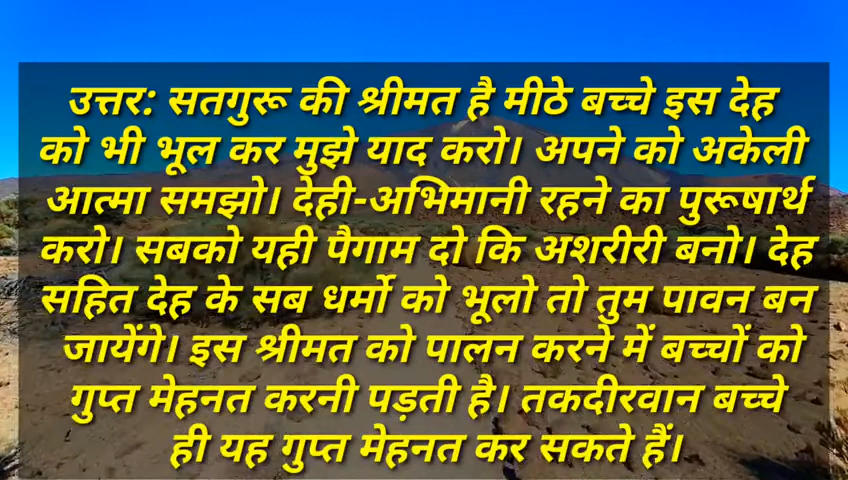 उत्तर: सतगुरू की श्रीमत है मीठे बच्चे इस देह
को भी भूल कर मुझे याद करो। अपने को अकेली
आत्मा समझो। देही-अभिमानी रहने का पुरूषार्थ
करो। सबको यही पैगाम दो कि अशरीरी बनो। देह
सहित देह के सब धर्मो को भूलो तो तुम पावन बन
जायेंगे। इस श्रीमत को पालन करने में बच्चों को
गुप्त मेहनत करनी पड़ती है। तकदीरवान बच्चे
ही यह गुप्त मेहनत कर सकते हैं।